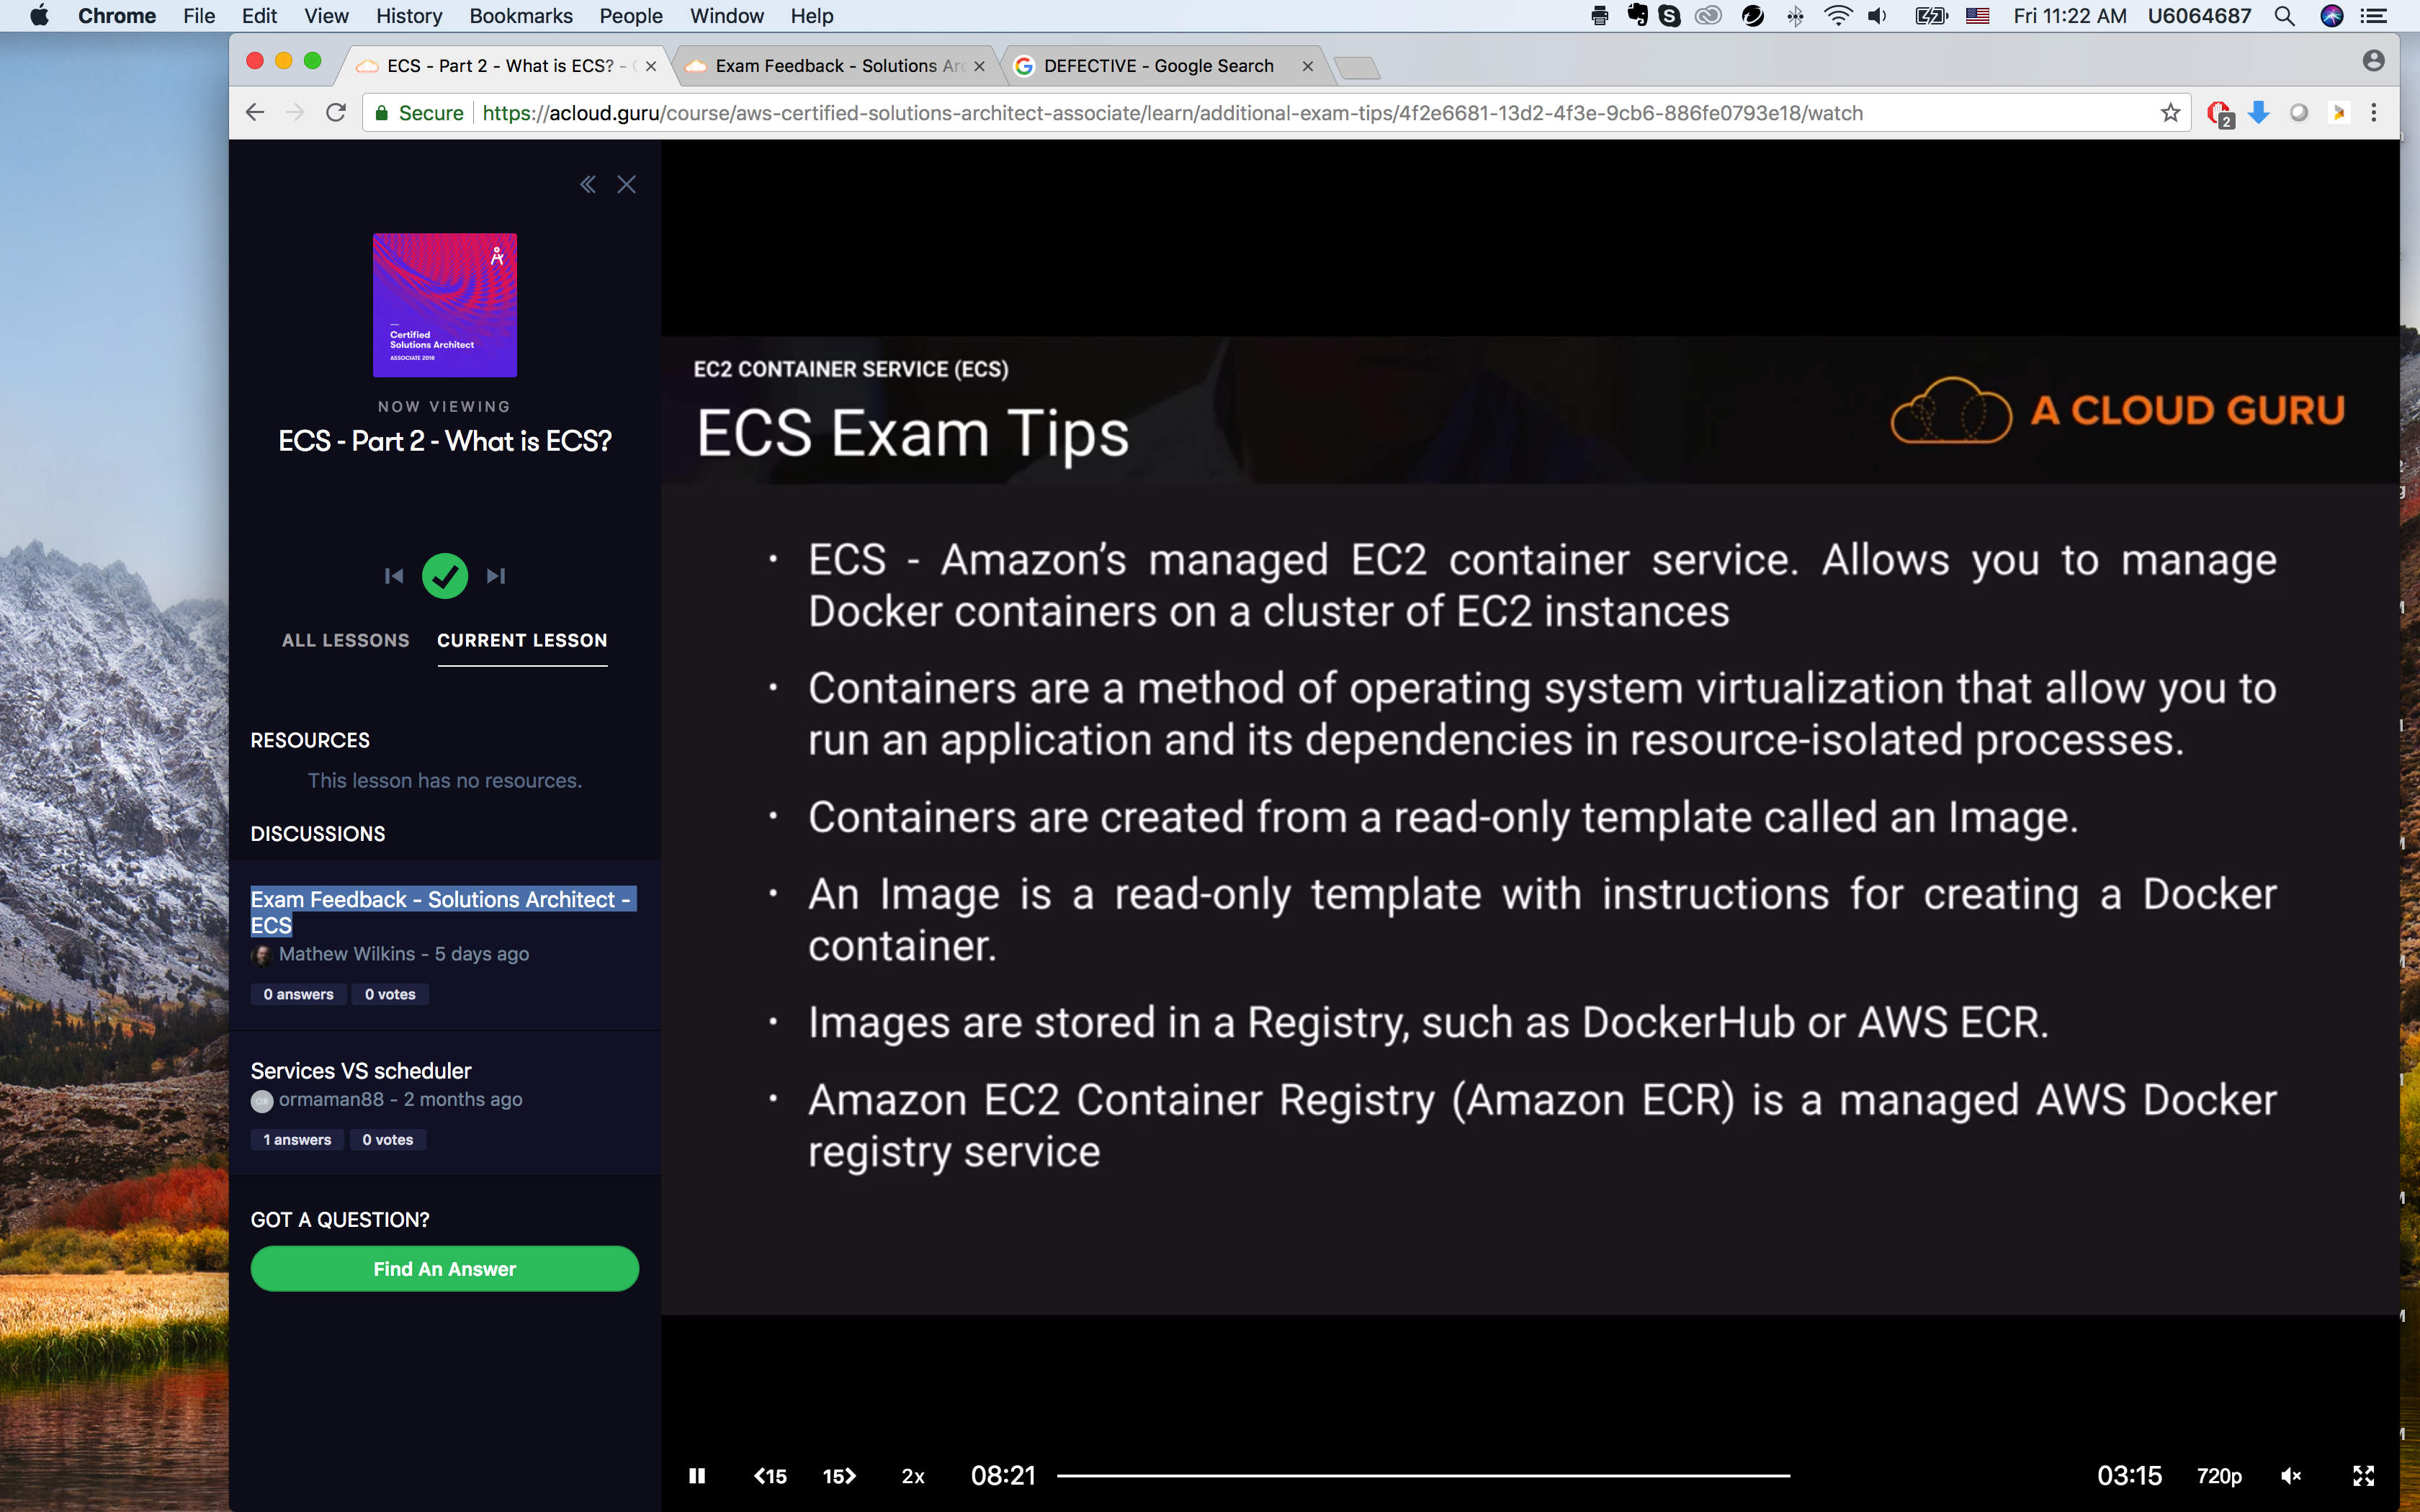 Chrome File Edit View History Bookmarks People Window Help
Fri 11:22 AM U6064687
ECS - Part 2 - What is ECS? -
Exam Feedback - Solutions Arc
DEFECTIVE - Google Search
Secure https://acloud.guru/course/aws-certified-solutions-architect-associate/learn/additional-exam-tips/4f2e6681-13d2-4f3e-9cb6-886fe0793e18/watch
2
Certified
Solutions Architect
ASSOCIATE 2018
NOW VIEWING
ECS - Part 2 - What is ECS?
ALL LESSONS CURRENT LESSON
RESOURCES
This lesson has no resources.
DISCUSSIONS
Exam Feedback - Solutions Architect -
ECS
Mathew Wilkins - 5 days ago
0 answers 0 votes
Services VS scheduler
ormaman88 - 2 months ago
1 answers 0 votes
GOT A QUESTION?
Find An Answer
EC2 CONTAINER SERVICE (ECS)
ECS Exam Tips
A CLOUD GURU
• ECS - Amazon’s managed EC2 container service. Allows you to manage
Docker containers on a cluster of EC2 instances
• Containers are a method of operating system virtualization that allow you to
run an application and its dependencies in resource-isolated processes.
• Containers are created from a read-only template called an Image.
• An Image is a read-only template with instructions for creating a Docker
container.
• Images are stored in a Registry, such as DockerHub or AWS ECR.
• Amazon EC2 Container Registry (Amazon ECR) is a managed AWS Docker
registry service
15 15 2x 08:21 03:15 720p